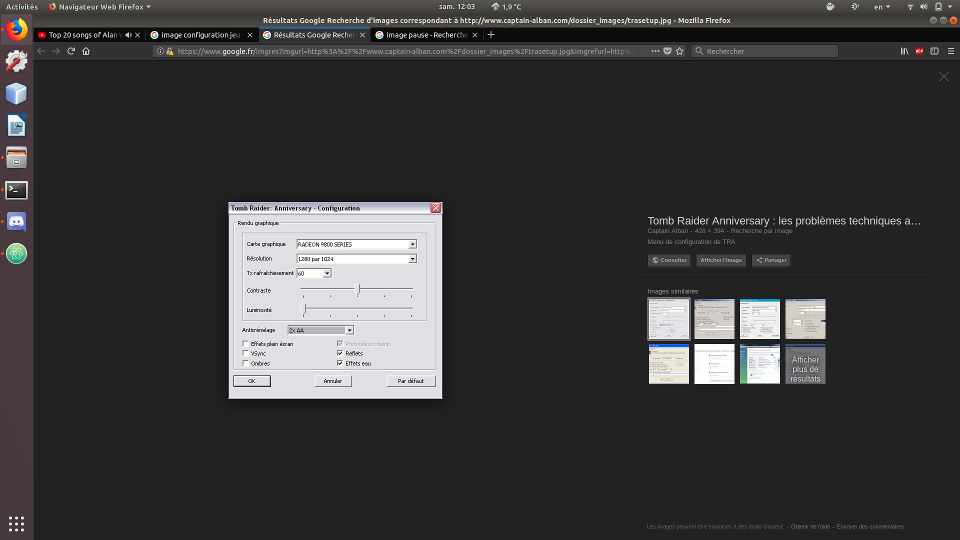 Activités Navigateur Web Firefox sam. 12:03 1,9 °C en
Résultats Google Recherche d'images correspondant à http://www.captain-alban.com/dossier_images/trasetup.jpg - Mozilla Firefox
Top 20 songs of Alan W image configuration jeu - Résultats Google Recher image pause - Recherche
https://www.google.fr/imgres?imgurl=http%3A%2F%2Fwww.captain-alban.com%2Fdossier_images%2Ftrasetup.jpg&imgrefurl=http% Rechercher ABP
Tomb Raider: Anniversary - Configuration
Rendu graphique
Carte graphique RADEON 9800 SERIES
Résolution 1280 par 1024
Tx rafraîchissement 60
Contraste
Luminosité
Anticrénelage 2x AA
Effets plein écran Profondeur champ
VSync Reflets
Ombres Effets eau
OK Annuler Par défaut
Tomb Raider Anniversary : les problèmes techniques a…
Captain Alban - 428 × 394 - Recherche par image
Menu de configuration de TRA
Consulter Afficher l'image Partager
Images similaires
Afficher
plus de
résultats
Les images peuvent être soumises à des droits d'auteur. - Obtenir de l'aide - Envoyer des commentaires